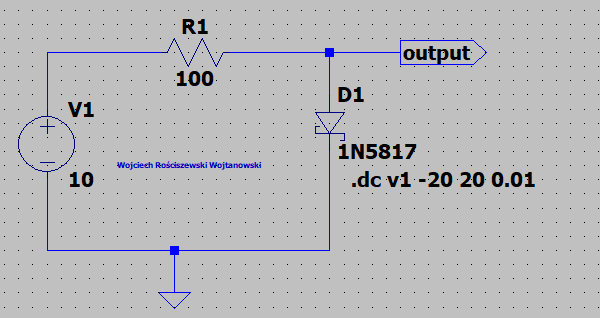 R1
output
100
D1
V1
1N5817
Wojciech Rościszewski Wojtanowski
10
.dc v1 -20 20 0.01